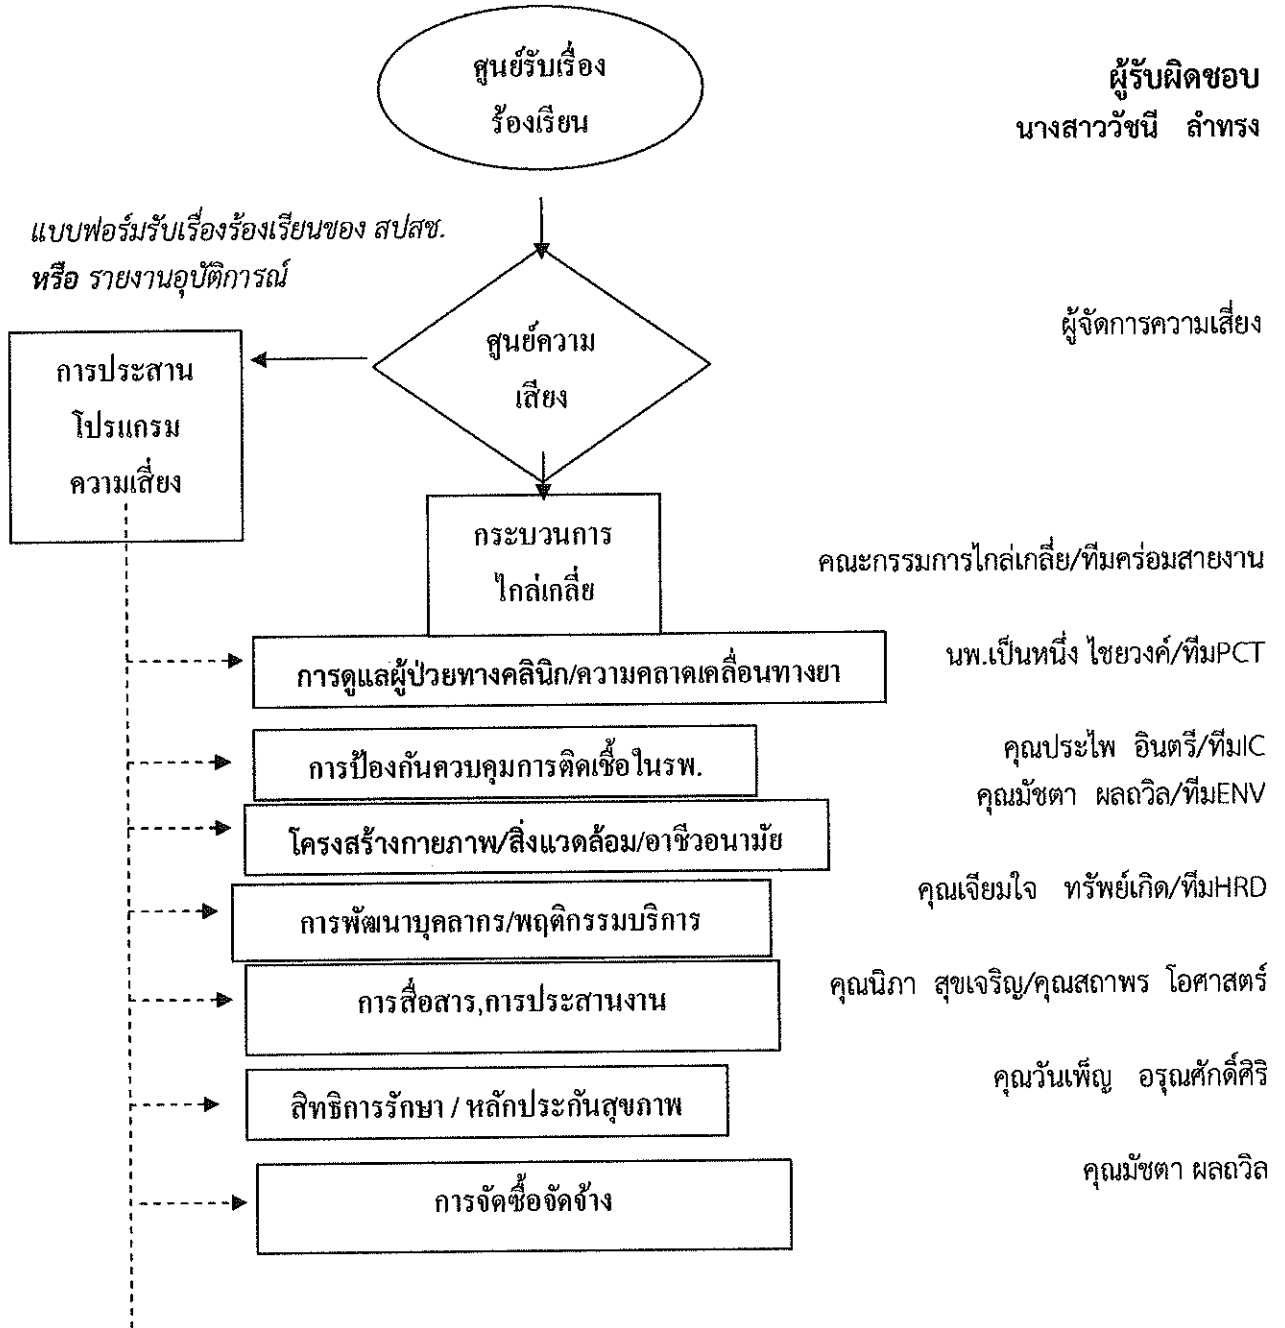 ศูนย์รับเรื่อง
ร้องเรียน
ผู้รับผิดชอบ
นางสาววัชนี ลำทรง
แบบฟอร์มรับเรื่องร้องเรียนของ สปสช.
หรือ รายงานอุบัติการณ์
ศูนย์ความ
เสี่ยง
ผู้จัดการความเสี่ยง
การประสาน
โปรแกรม
ความเสี่ยง
กระบวนการ
ไกล่เกลี่ย
คณะกรรมการไกล่เกลี่ย/ทีมคร่อมสายงาน
การดูแลผู้ป่วยทางคลินิก/ความคลาดเคลื่อนทางยา
นพ.เป็นหนึ่ง ไชยวงค์/ทีมPCT
การป้องกันควบคุมการติดเชื้อในรพ.
คุณประไพ อินตรี/ทีมIC
คุณมัชตา ผลถวิล/ทีมENV
โครงสร้างกายภาพ/สิ่งแวดล้อม/อาชีวอนามัย
การพัฒนาบุคลากร/พฤติกรรมบริการ
คุณเจียมใจ ทรัพย์เกิด/ทีมHRD
การสื่อสาร,การประสานงาน
คุณนิภา สุขเจริญ/คุณสถาพร โอศาสตร์
สิทธิการรักษา / หลักประกันสุขภาพ
คุณวันเพ็ญ อรุณศักดิ์ศิริ
การจัดซื้อจัดจ้าง
คุณมัชตา ผลถวิล